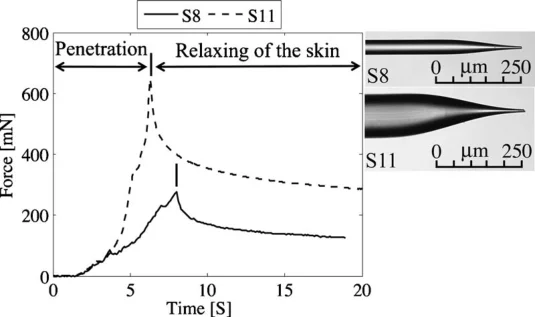 S8 S11
800
Penetration Relaxing of the skin
600
400
200
0
Force [mN]
0 5 10 15 20
Time [S]
0 μm 250
S8
0 μm 250
S11